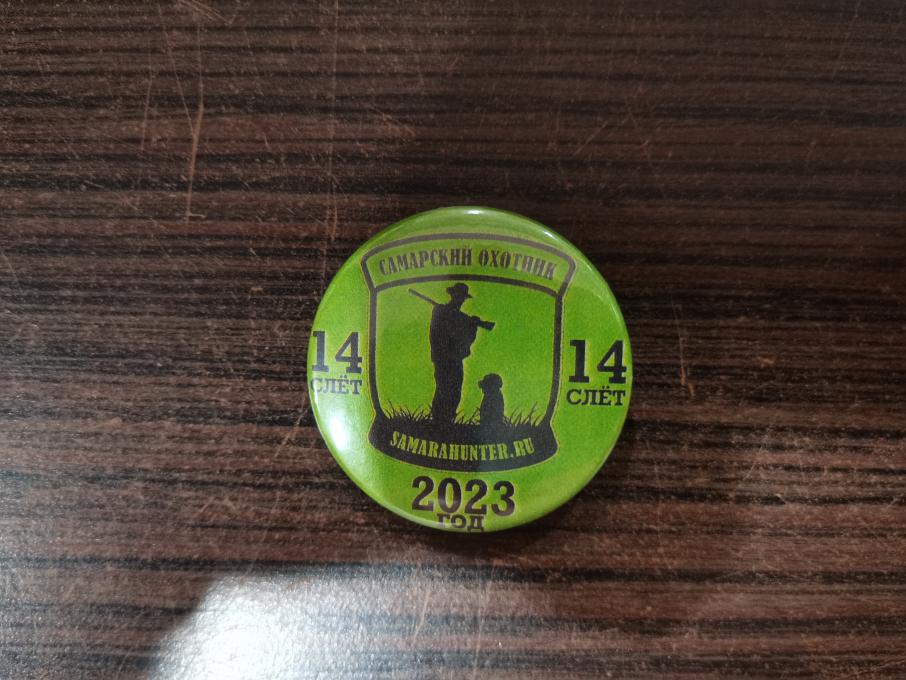 САМАРСКИЙ ОХОТНИК
14
СЛЁТ
14
СЛЁТ
SAMARAHUNTER.RU
2023
ГОД